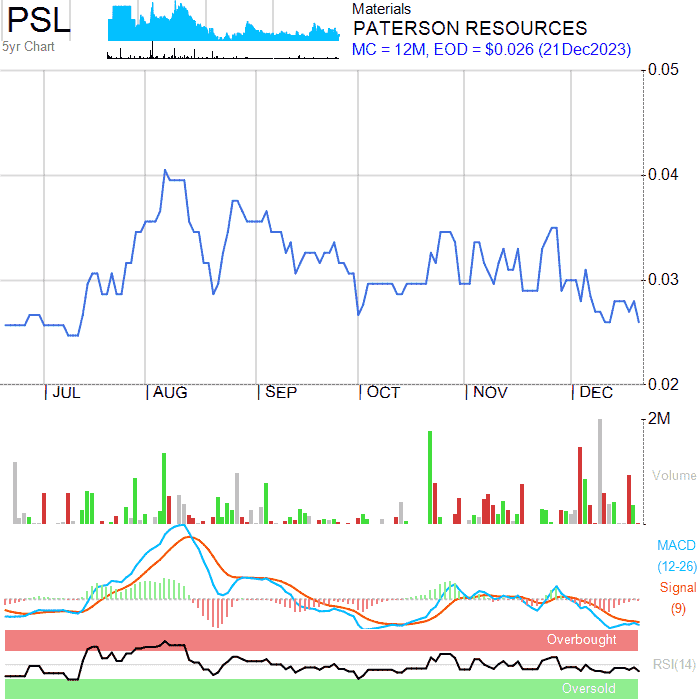 PSL
5yr Chart
Materials
PATERSON RESOURCES
MC = 12M, EOD = $0.026 (21Dec2023)
0.05
0.04
0.03
0.02
JUL AUG SEP OCT NOV DEC
2M
Volume
MACD
(12-26)
Signal
(9)
Overbought
RSI(14)
Oversold